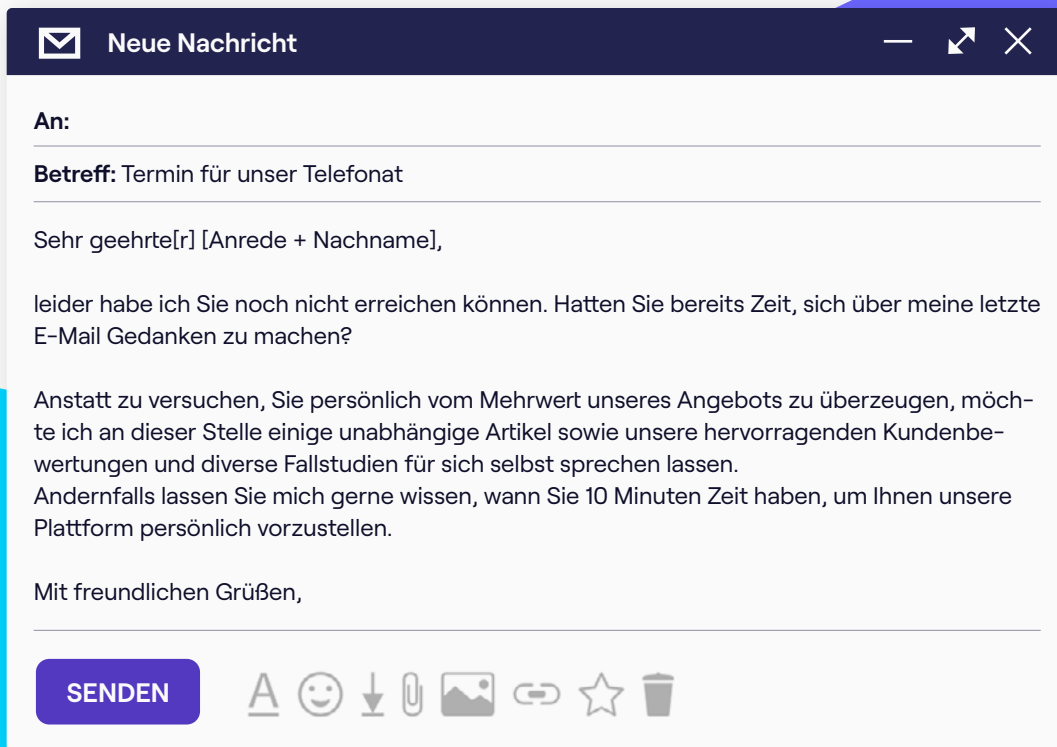 Neue Nachricht
An:
Betreff: Termin für unser Telefonat
Sehr geehrte[r] [Anrede + Nachname],
leider habe ich Sie noch nicht erreichen können. Hatten Sie bereits Zeit, sich über meine letzte
E-Mail Gedanken zu machen?
Anstatt zu versuchen, Sie persönlich vom Mehrwert unseres Angebots zu überzeugen, möch-
te ich an dieser Stelle einige unabhängige Artikel sowie unsere hervorragenden Kundenbe-
wertungen und diverse Fallstudien für sich selbst sprechen lassen.
Andernfalls lassen Sie mich gerne wissen, wann Sie 10 Minuten Zeit haben, um Ihnen unsere
Plattform persönlich vorzustellen.
Mit freundlichen Grüßen,
SENDEN
A